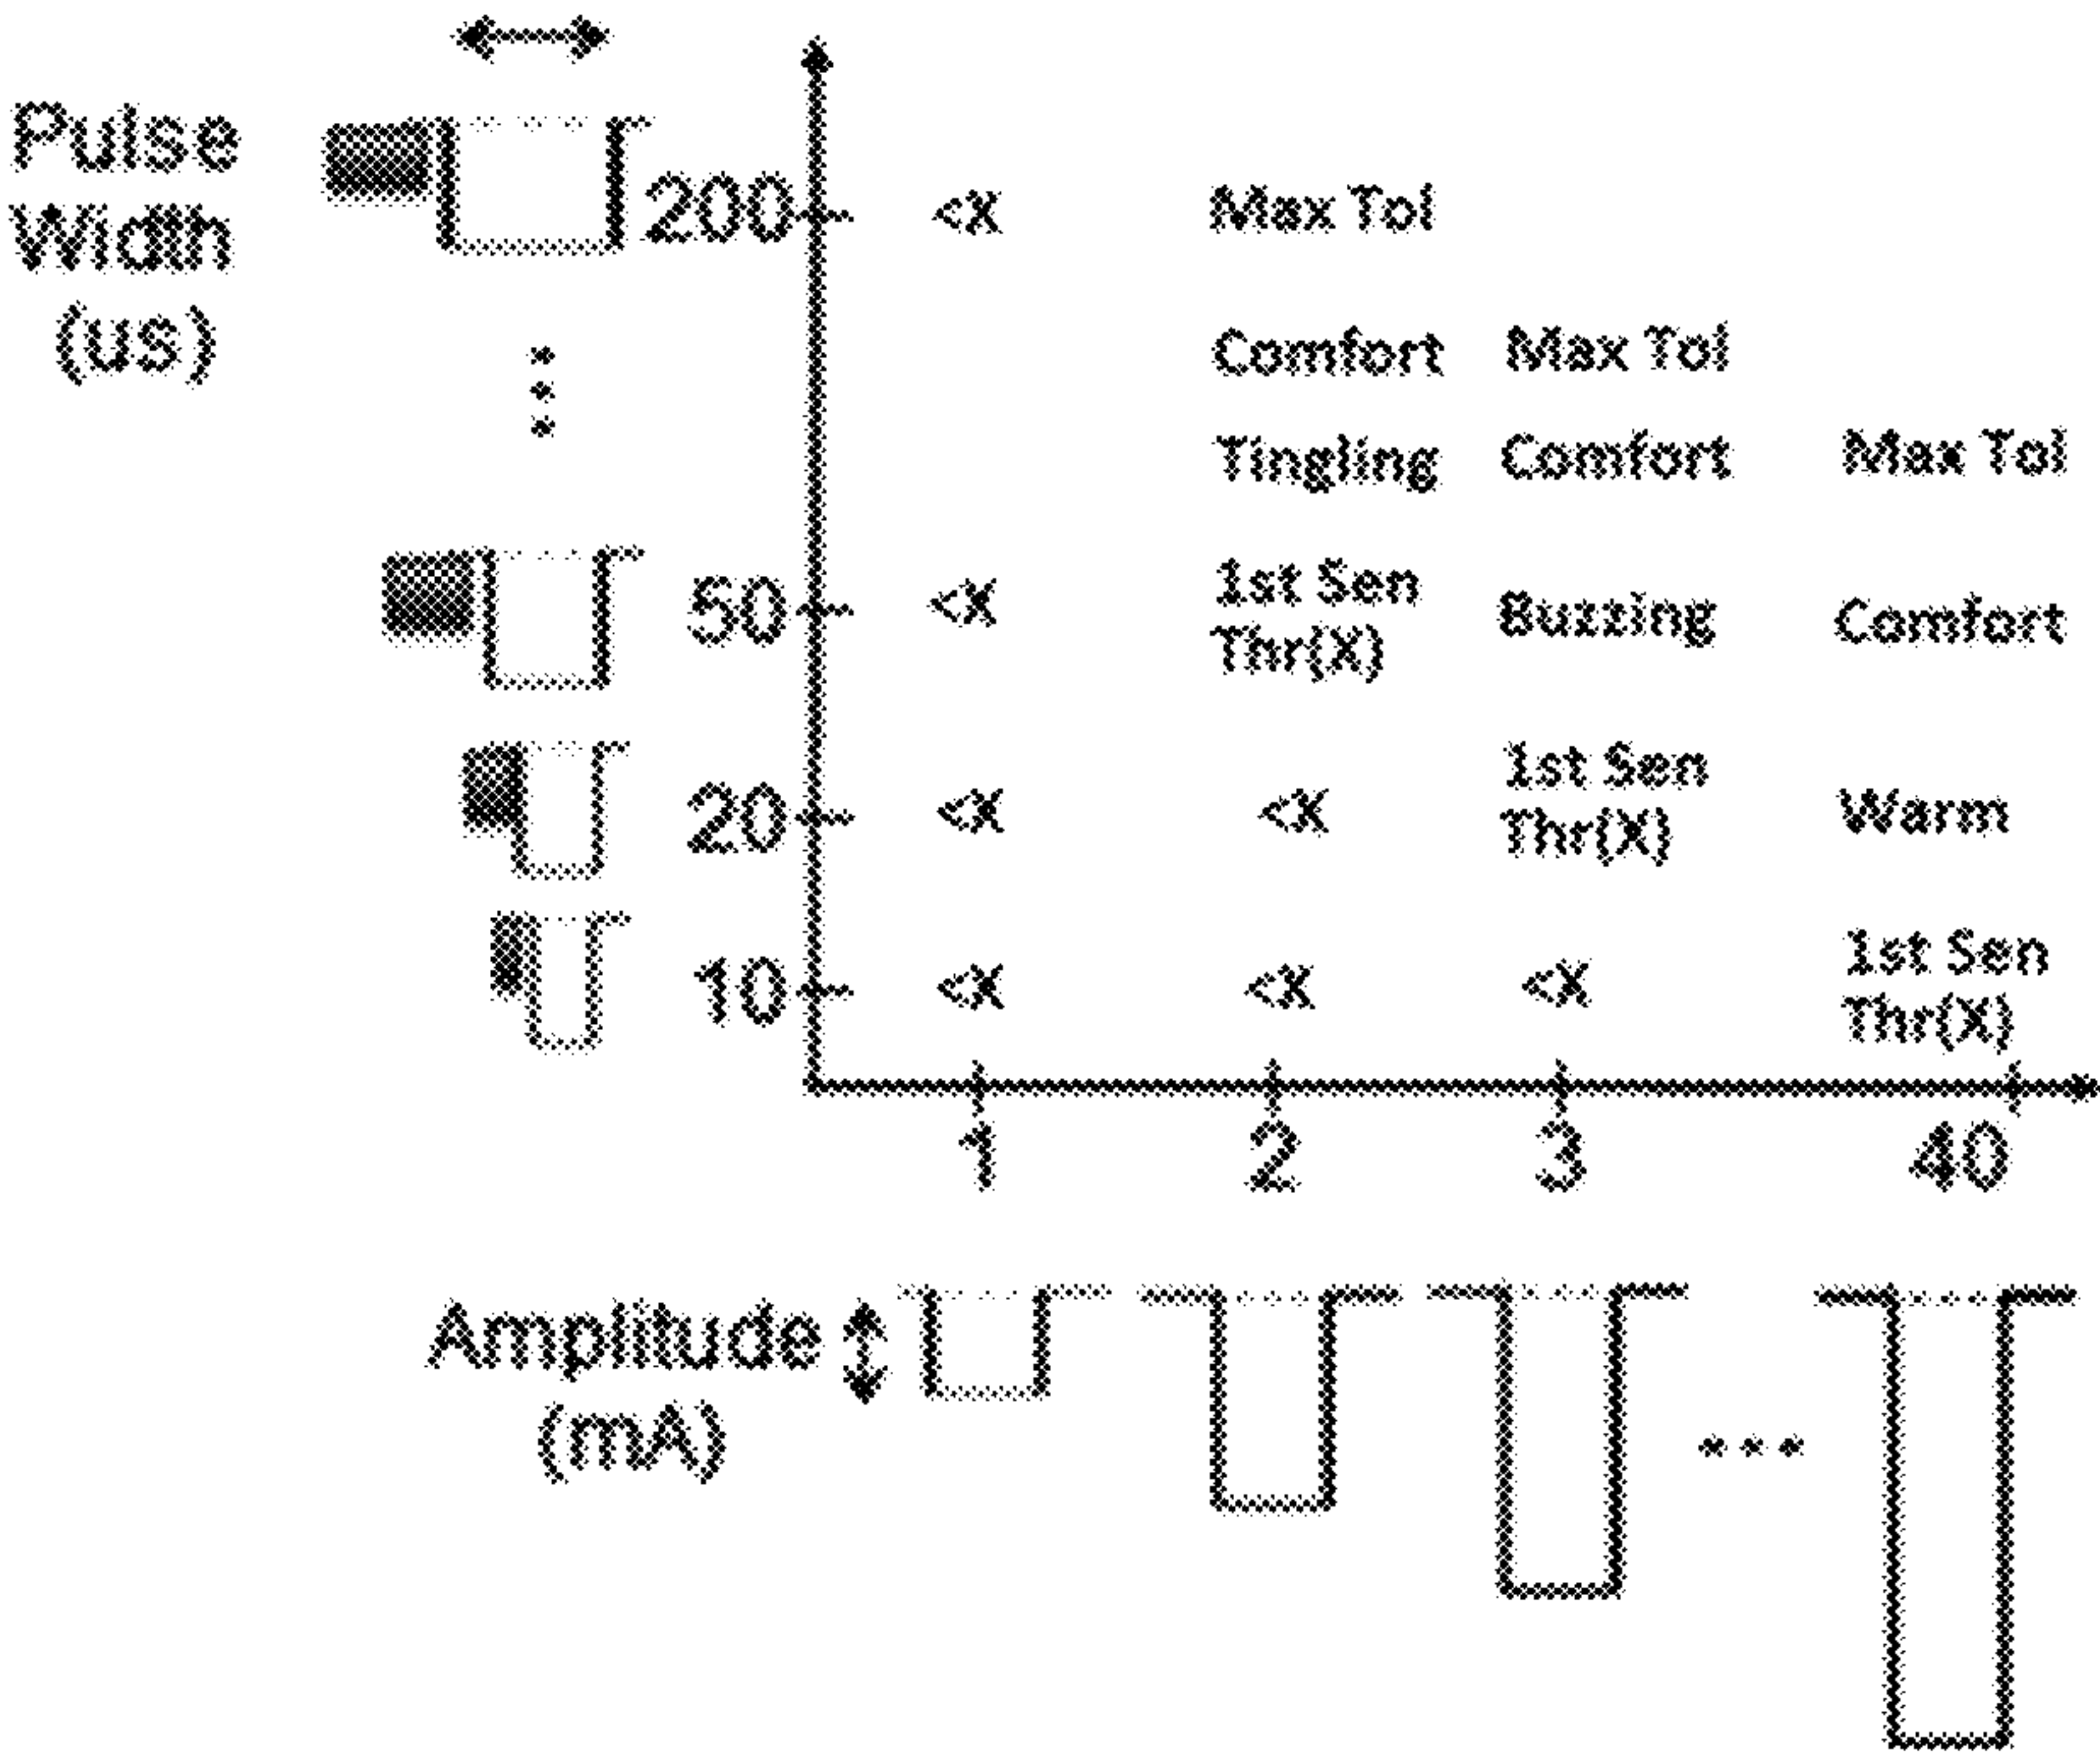 Pulse
Width
(us)
200 <X Max Tol
Comfort Max Tol
Tingling Comfort Max Tol
50 <X 1st Sen Thr(X) Buzzing Comfort
20 <X <X 1st Sen Thr(X) Warm
10 <X <X <X 1st Sen Thr(X)
1 2 3 40
Amplitude
(mA)